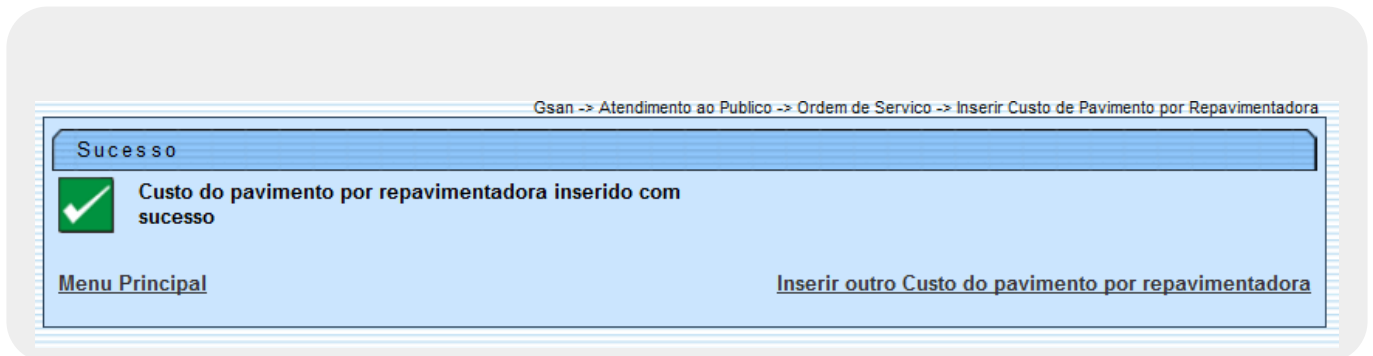 Gsan -> Atendimento ao Publico -> Ordem de Servico -> Inserir Custo de Pavimento por Repavimentadora
Sucesso
Custo do pavimento por repavimentadora inserido com
sucesso
Menu Principal
Inserir outro Custo do pavimento por repavimentadora